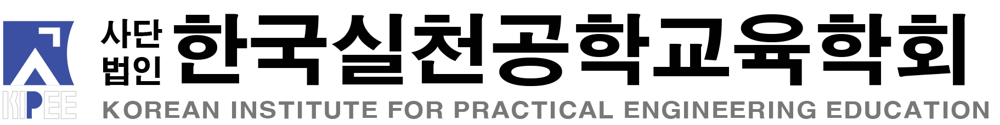 사단
법인
한국실천공학교육학회
KIPEE
KOREAN INSTITUTE FOR PRACTICAL ENGINEERING EDUCATION